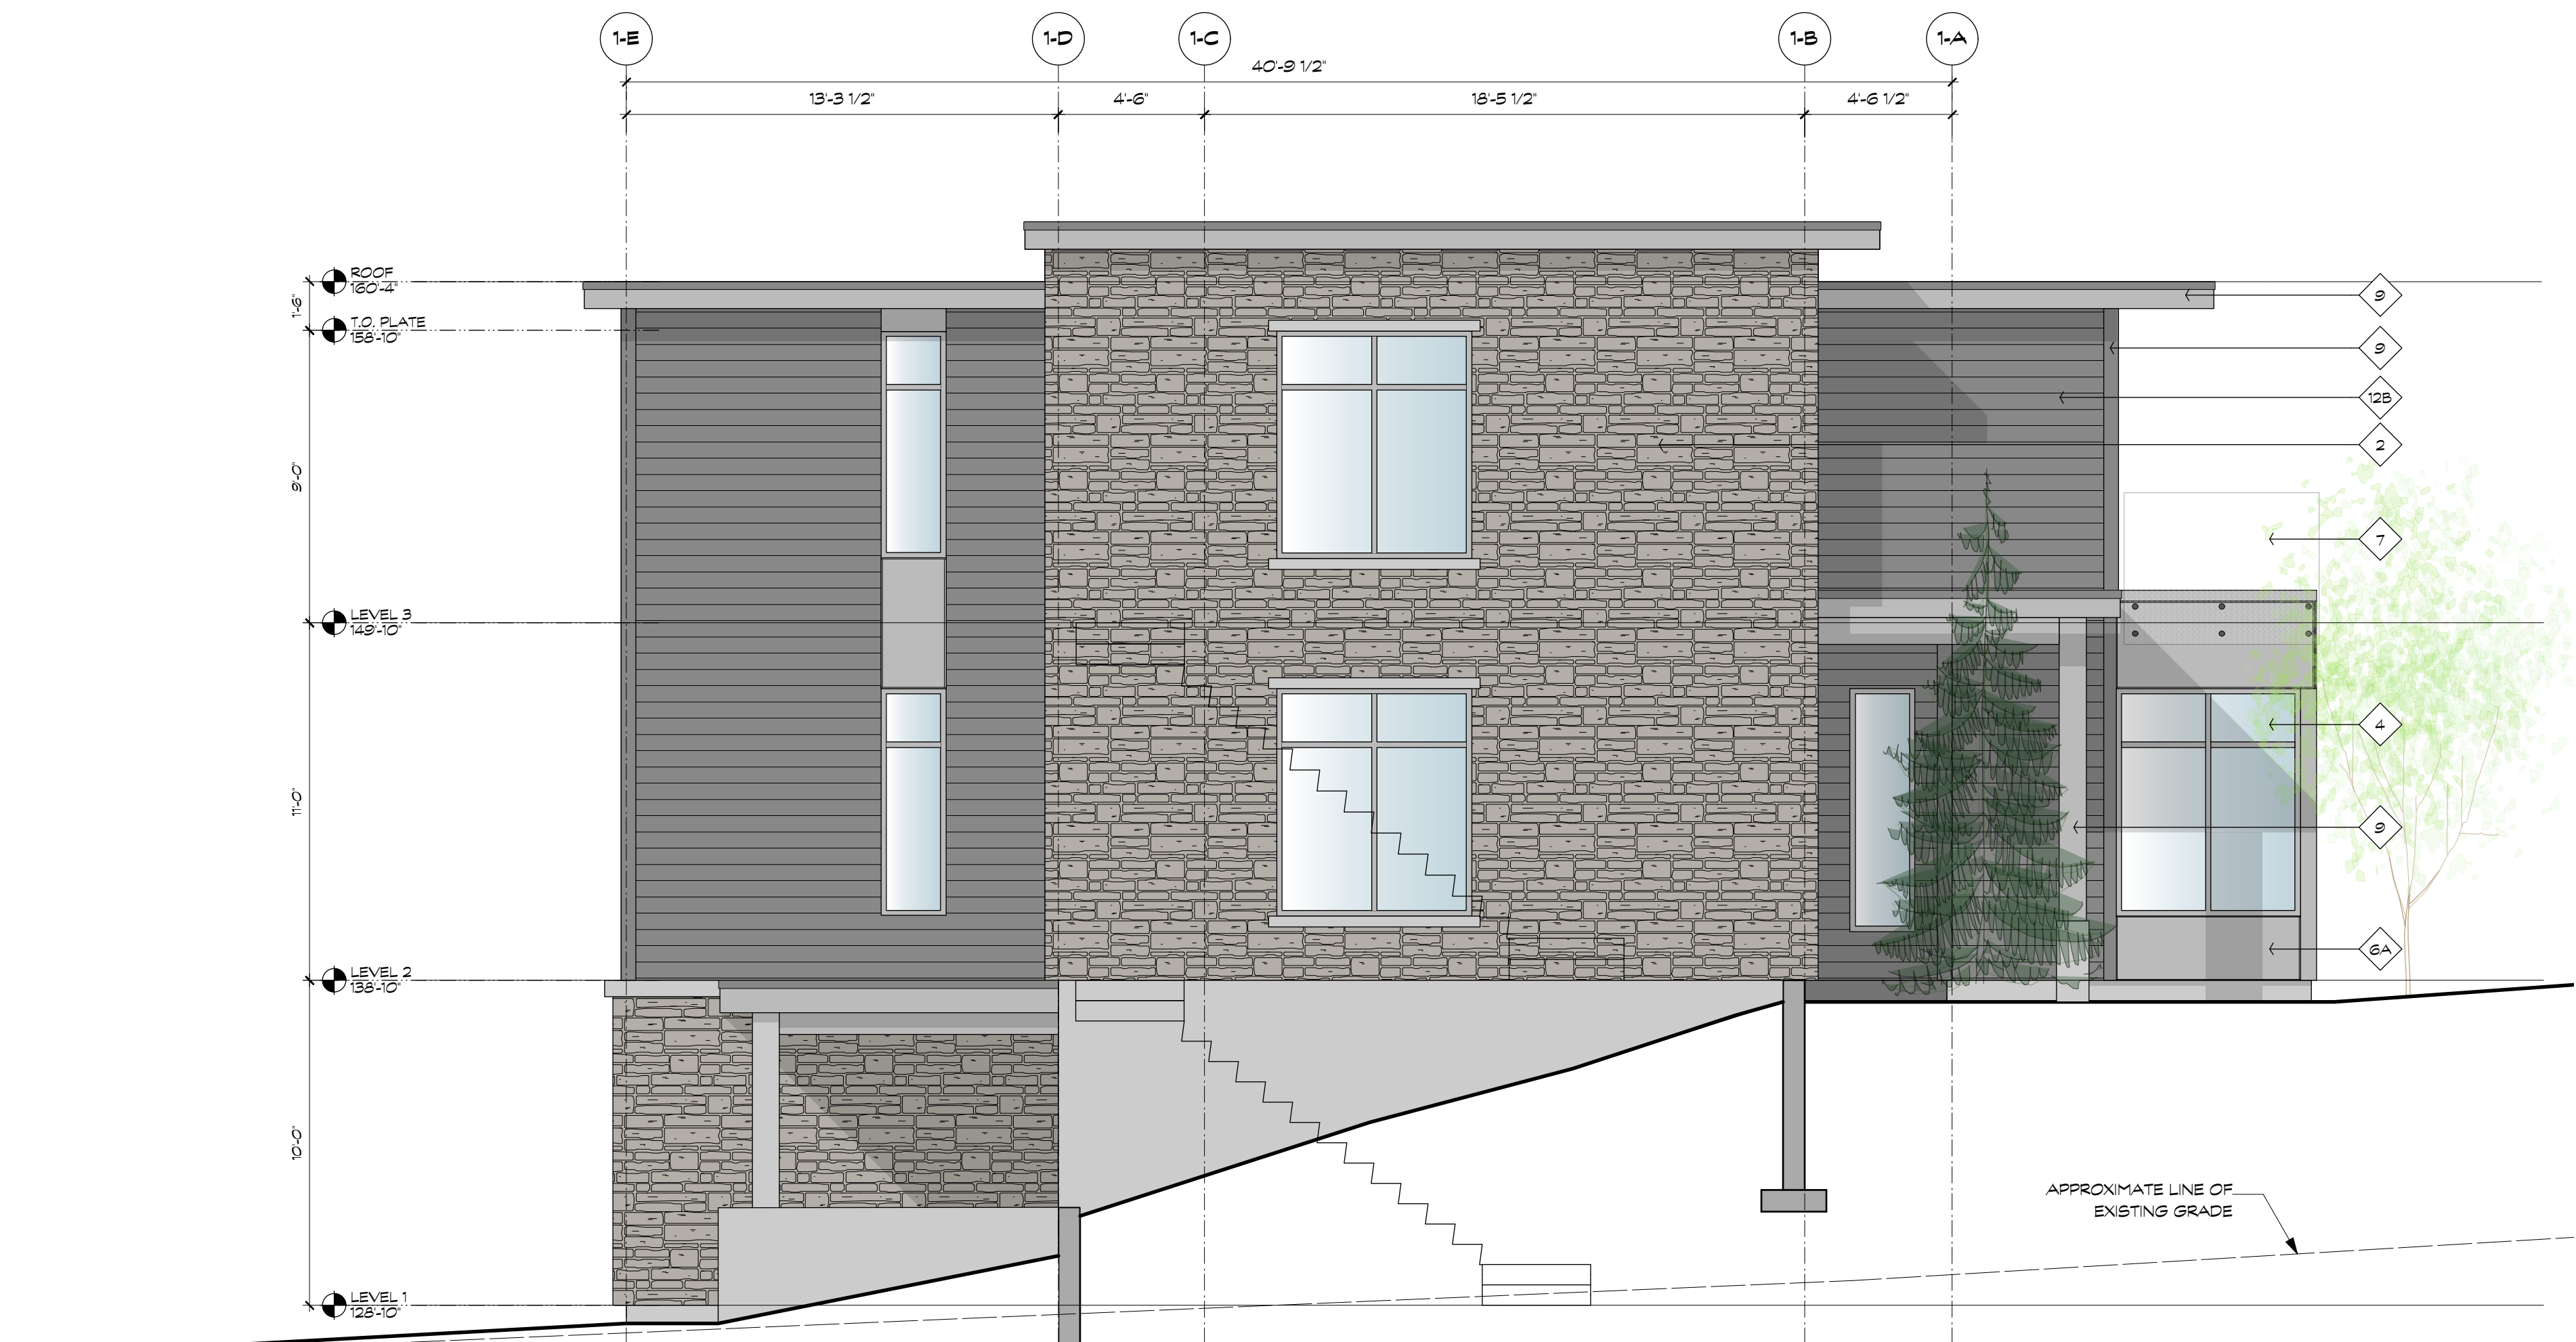 1-E
1-D
1-C
1-B
1-A
40'-9 1/2"
13'-3 1/2"
4'-6"
18'-5 1/2"
4'-6 1/2"
ROOF
160'-4"
1'-6"
T.O. PLATE
158'-10"
9'-0"
LEVEL 3
149'-10"
11'-0"
LEVEL 2
138'-10"
10'-0"
LEVEL 1
128'-10"
9
9
12B
2
7
4
9
6A
APPROXIMATE LINE OF
EXISTING GRADE